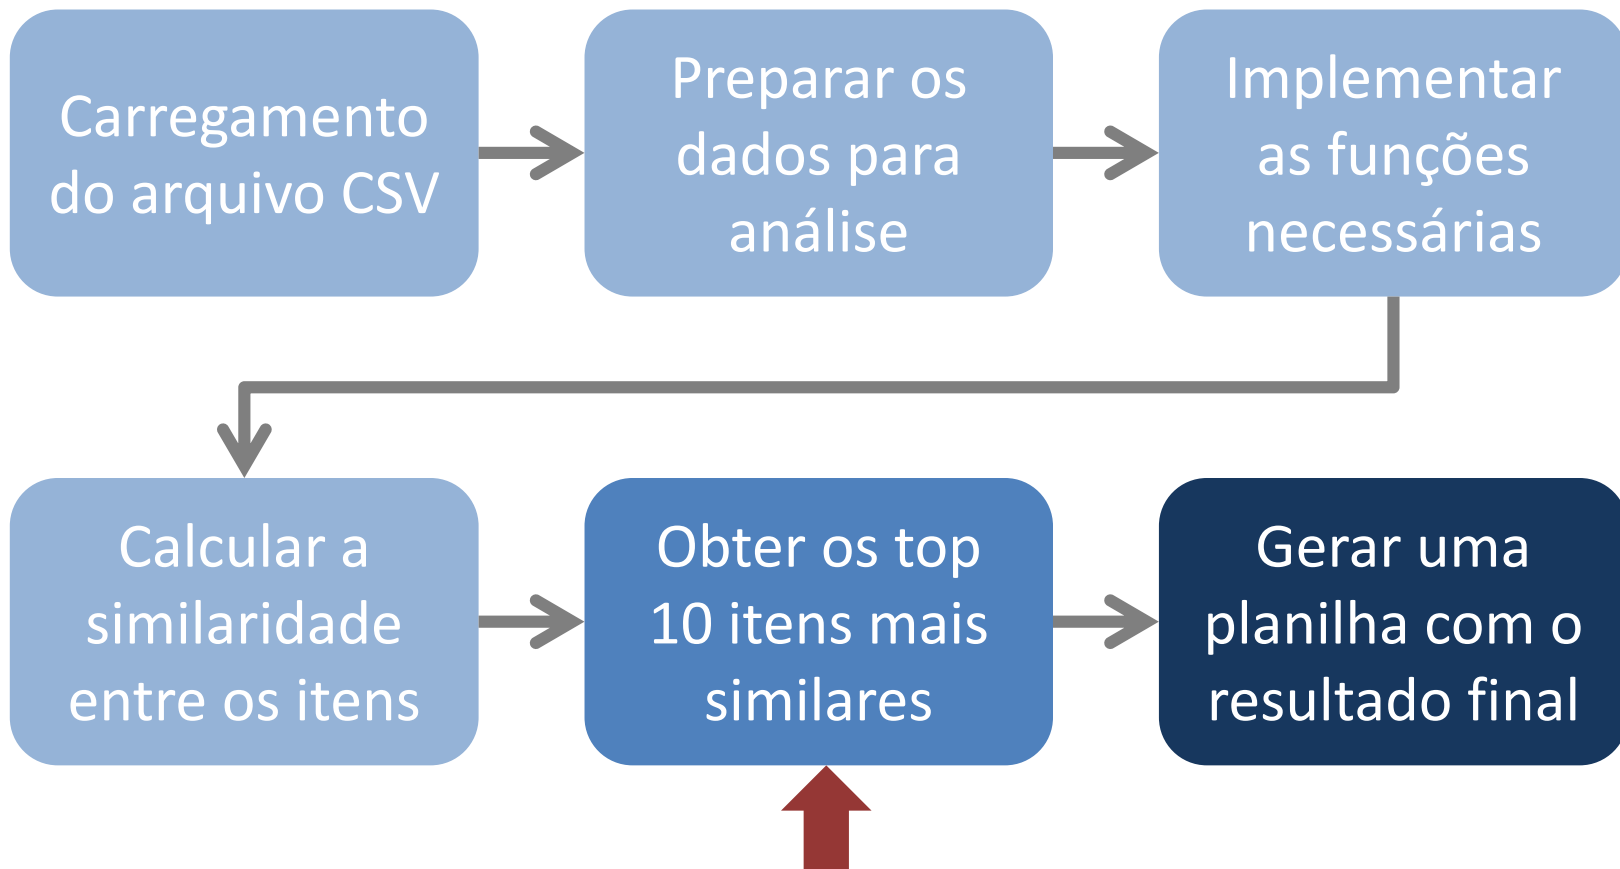 Carregamento
do arquivo CSV
Preparar os
dados para
análise
Implementar
as funções
necessárias
Calcular a
similaridade
entre os itens
Obter os top
10 itens mais
similares
Gerar uma
planilha com o
resultado final